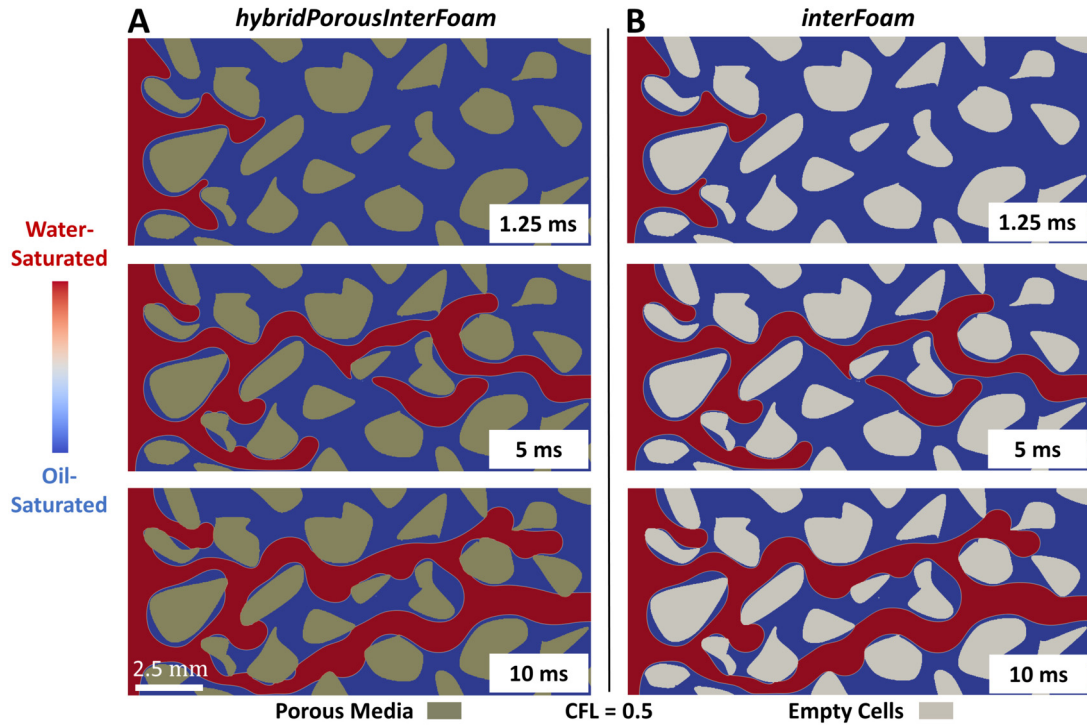 A
hybridPorousInterFoam
B
interFoam
1.25 ms
1.25 ms
Water-
Saturated
Oil-
Saturated
5 ms
5 ms
2.5 mm
10 ms
10 ms
Porous Media
CFL = 0.5
Empty Cells